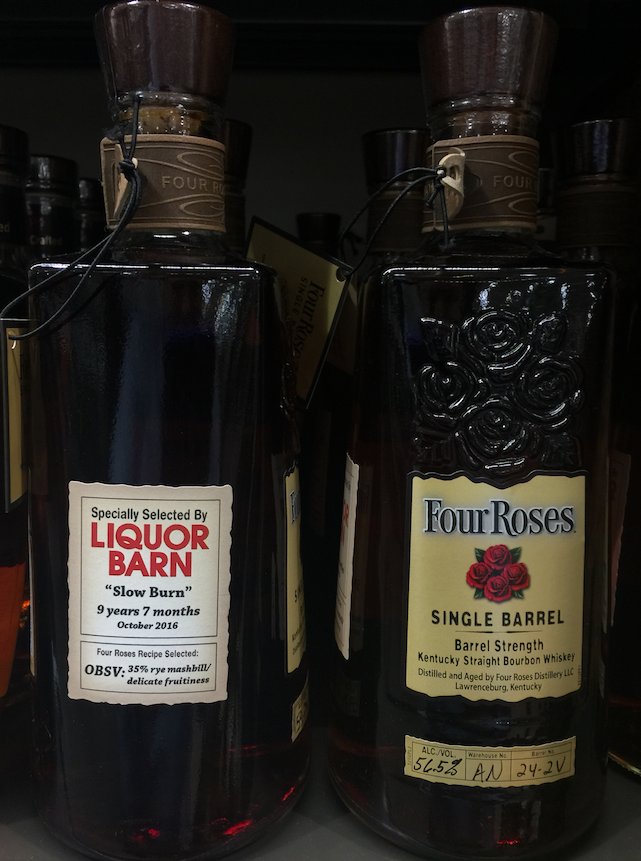 FOUR RO
Specially Selected By
LIQUOR
BARN
“Slow Burn”
9 years 7 months
October 2016
Four Roses Recipe Selected:
OBSV: 35% rye mashbill/
delicate fruitiness
Four Rose
SINGLE
FOUR
Four Roses
SINGLE BARREL
Barrel Strength
Kentucky Straight Bourbon Whiskey
Distilled and Aged by Four Roses Distillery LLC
Lawrenceburg, Kentucky
ALC./VOL. Warehouse No. Barrel No.
56.5% AN 24-2V